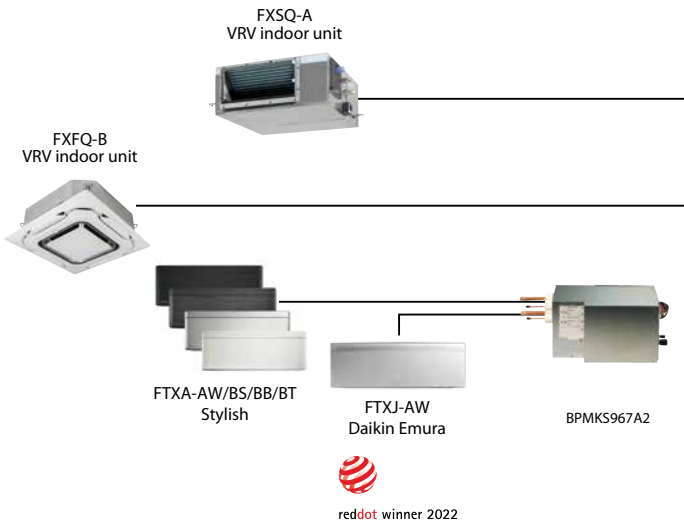 FXSQ-A
VRV indoor unit
FXFQ-B
VRV indoor unit
FTXA-AW/BS/BB/BT
Stylish
FTXJ-AW
Daikin Emura
BPMKS967A2
reddot winner 2022